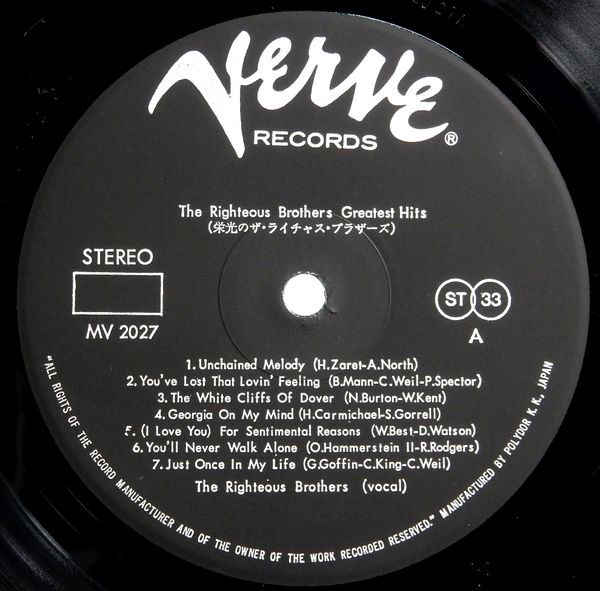 Verve
RECORDS ®
The Righteous Brothers Greatest Hits
(栄光のザ・ライチャス・ブラザーズ)
STEREO
MV 2027
ST 33
A
1. Unchained Melody (H.Zaret-A.North)
2. You've Lost That Lovin' Feeling (B.Mann-C.Weil-P.Spector)
3. The White Cliffs Of Dover (N.Burton-W.Kent)
4. Georgia On My Mind (H.Carmichael-S.Gorrell)
5. (I Love You) For Sentimental Reasons (W.Best-D.Watson)
6. You'll Never Walk Alone (O.Hammerstein II-R.Rodgers)
7. Just Once In My Life (G.Goffin-C.King-C.Weil)
The Righteous Brothers (vocal)
"ALL RIGHTS OF THE RECORD MANUFACTURER AND OF THE OWNER OF THE WORK RECORDED RESERVED." MANUFACTURED BY POLYDOR K. K., JAPAN